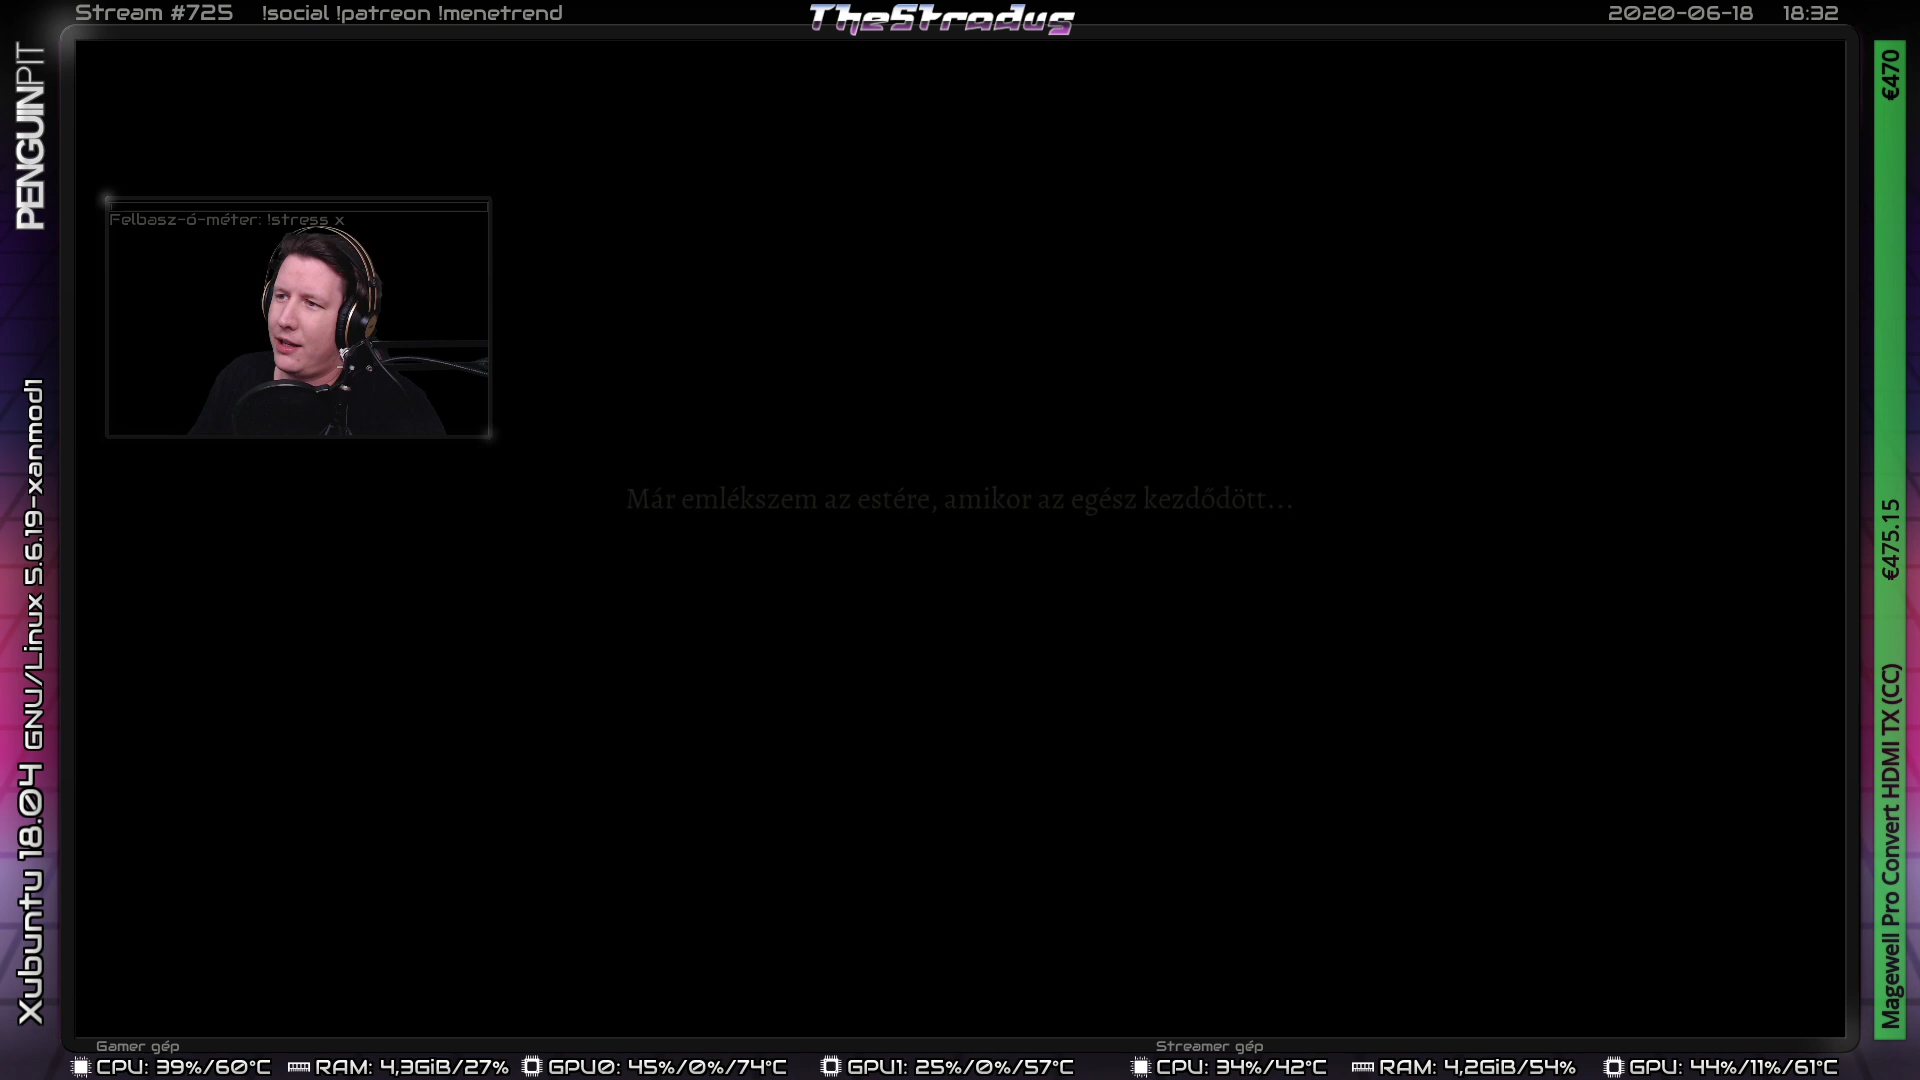 Stream #725 !social !patreon !menetrend
TheStradus
2020-06-18 18:32
PENGUINPIT
Xubuntu 18.04 GNU/Linux 5.6.19-xanmod1
Felbasz-ó-méter: !stress x
Már emlékszem az estére, amikor az egész kezdődött...
€470
€475.15
Magewell Pro Convert HDMI TX (CC)
Gamer gép
CPU: 39%/60°C RAM: 4,3GiB/27% GPU0: 45%/0%/74°C GPU1: 25%/0%/57°C
Streamer gép
CPU: 34%/42°C RAM: 4,2GiB/54% GPU: 44%/11%/61°C